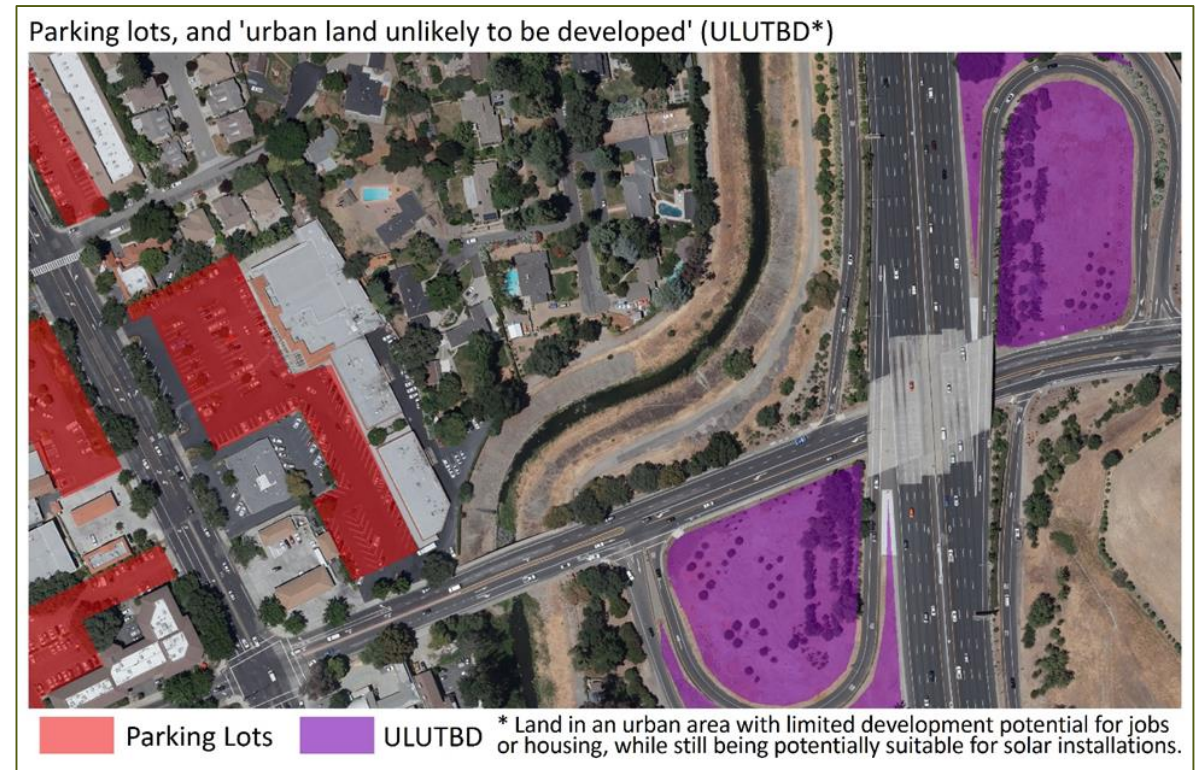 Parking lots, and 'urban land unlikely to be developed' (ULUTBD*)
Parking Lots
ULUTBD
* Land in an urban area with limited development potential for jobs
or housing, while still being potentially suitable for solar installations.